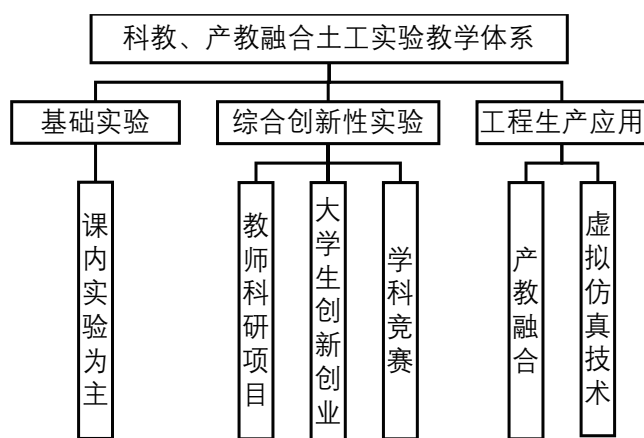 科教、产教融合土工实验教学体系
基础实验
综合创新性实验
工程生产应用
课内实验为主
教师科研项目
大学生创新创业
学科竞赛
产教融合
虚拟仿真技术